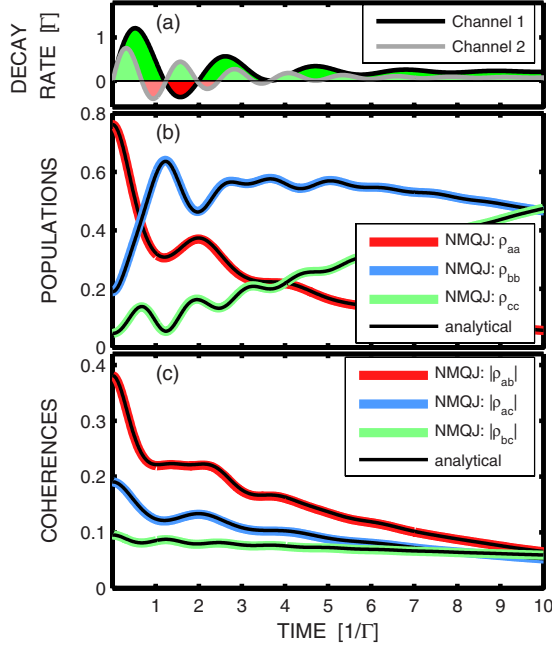 (a)
DECAY
RATE [Γ]
1
0
Channel 1
Channel 2
(b)
POPULATIONS
0.8
0.6
0.4
0.2
0
NMQJ: ρaa
NMQJ: ρbb
NMQJ: ρcc
analytical
(c)
COHERENCES
0.4
0.3
0.2
0.1
0
NMQJ: |ρab|
NMQJ: |ρac|
NMQJ: |ρbc|
analytical
1 2 3 4 5 6 7 8 9 10
TIME [1/Γ]